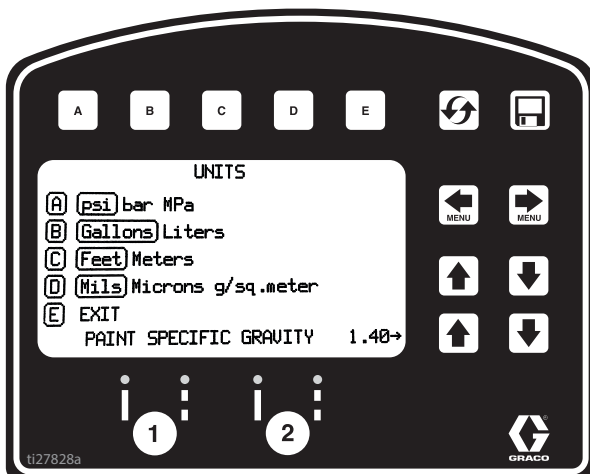 A B C D E
UNITS
A psi bar MPa
B Gallons Liters
C Feet Meters
D Mils Microns g/sq.meter
E EXIT
PAINT SPECIFIC GRAVITY 1.40→
MENU MENU
1 2
ti27828a
GRACO